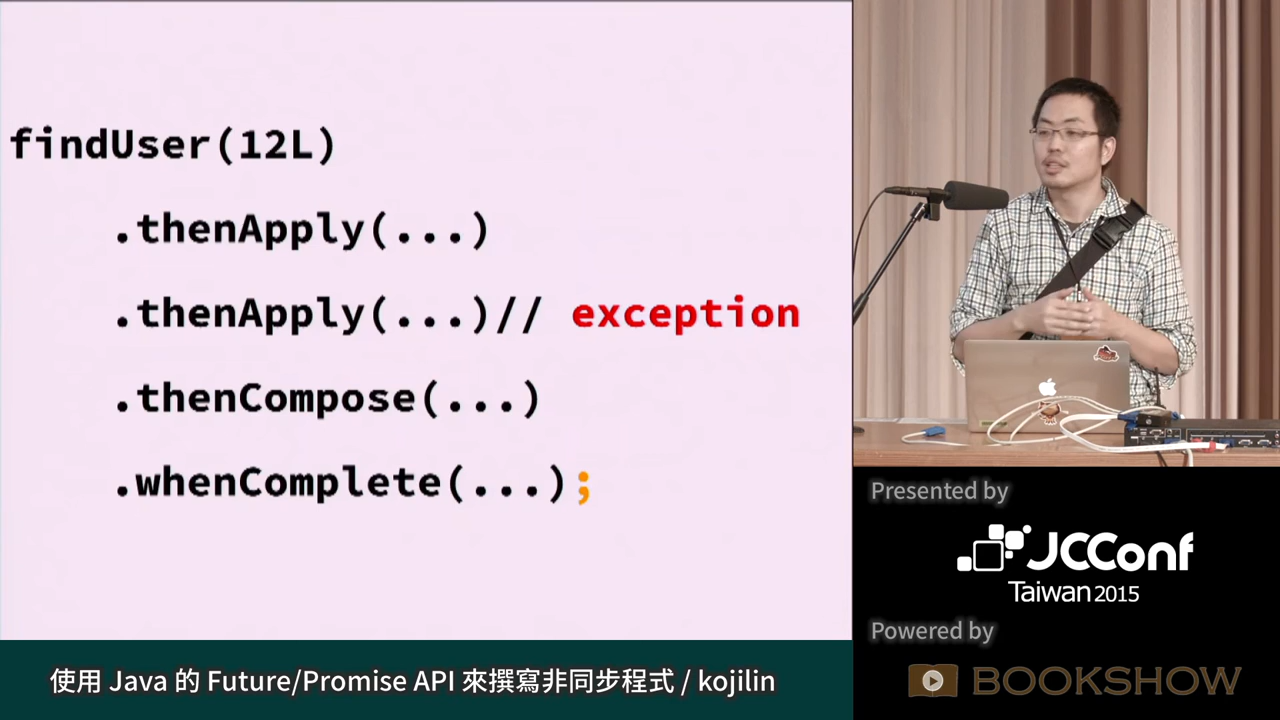 findUser(12L)
.thenApply(...)
.thenApply(...)// exception
.thenCompose(...)
.whenComplete(...);
Presented by
JCConf
Taiwan 2015
Powered by
BOOKSHOW
使用 Java 的 Future/Promise API 來撰寫非同步程式 / kojilin